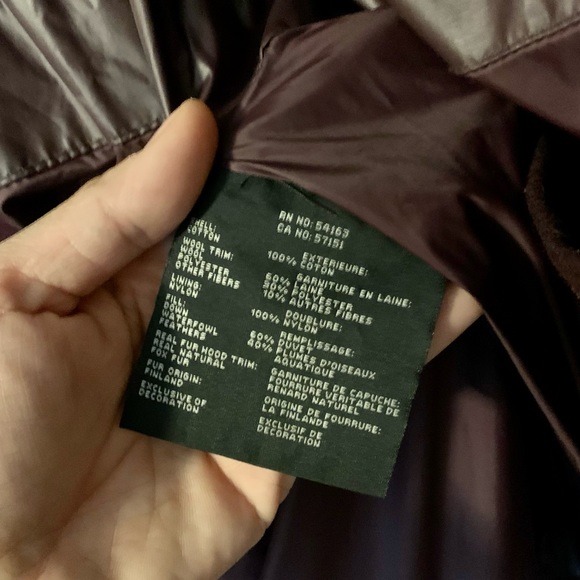 RN NO: 54163
CA NO: 57151
SHELL:
COTTON
WOOL TRIM:
WOOL
POLYESTER
OTHER FIBERS
LINING:
NYLON
FILL:
DOWN
WATERFOWL
FEATHERS
REAL FUR HOOD TRIM:
REAL NATURAL
FOX FUR
FUR ORIGIN:
FINLAND
EXCLUSIVE OF
DECORATION
EXTERIEURE:
100% COTON
GARNITURE EN LAINE:
60% LAINE
30% POLYESTER
10% AUTRES FIBRES
DOUBLURE:
100% NYLON
REMPLISSAGE:
60% DUVET
40% PLUMES D'OISEAUX
AQUATIQUE
GARNITURE DE CAPUCHE:
FOURRURE VERITABLE DE
RENARD NATUREL
ORIGINE DE FOURRURE:
LA FINLANDE
EXCLUSIF DE
DECORATION